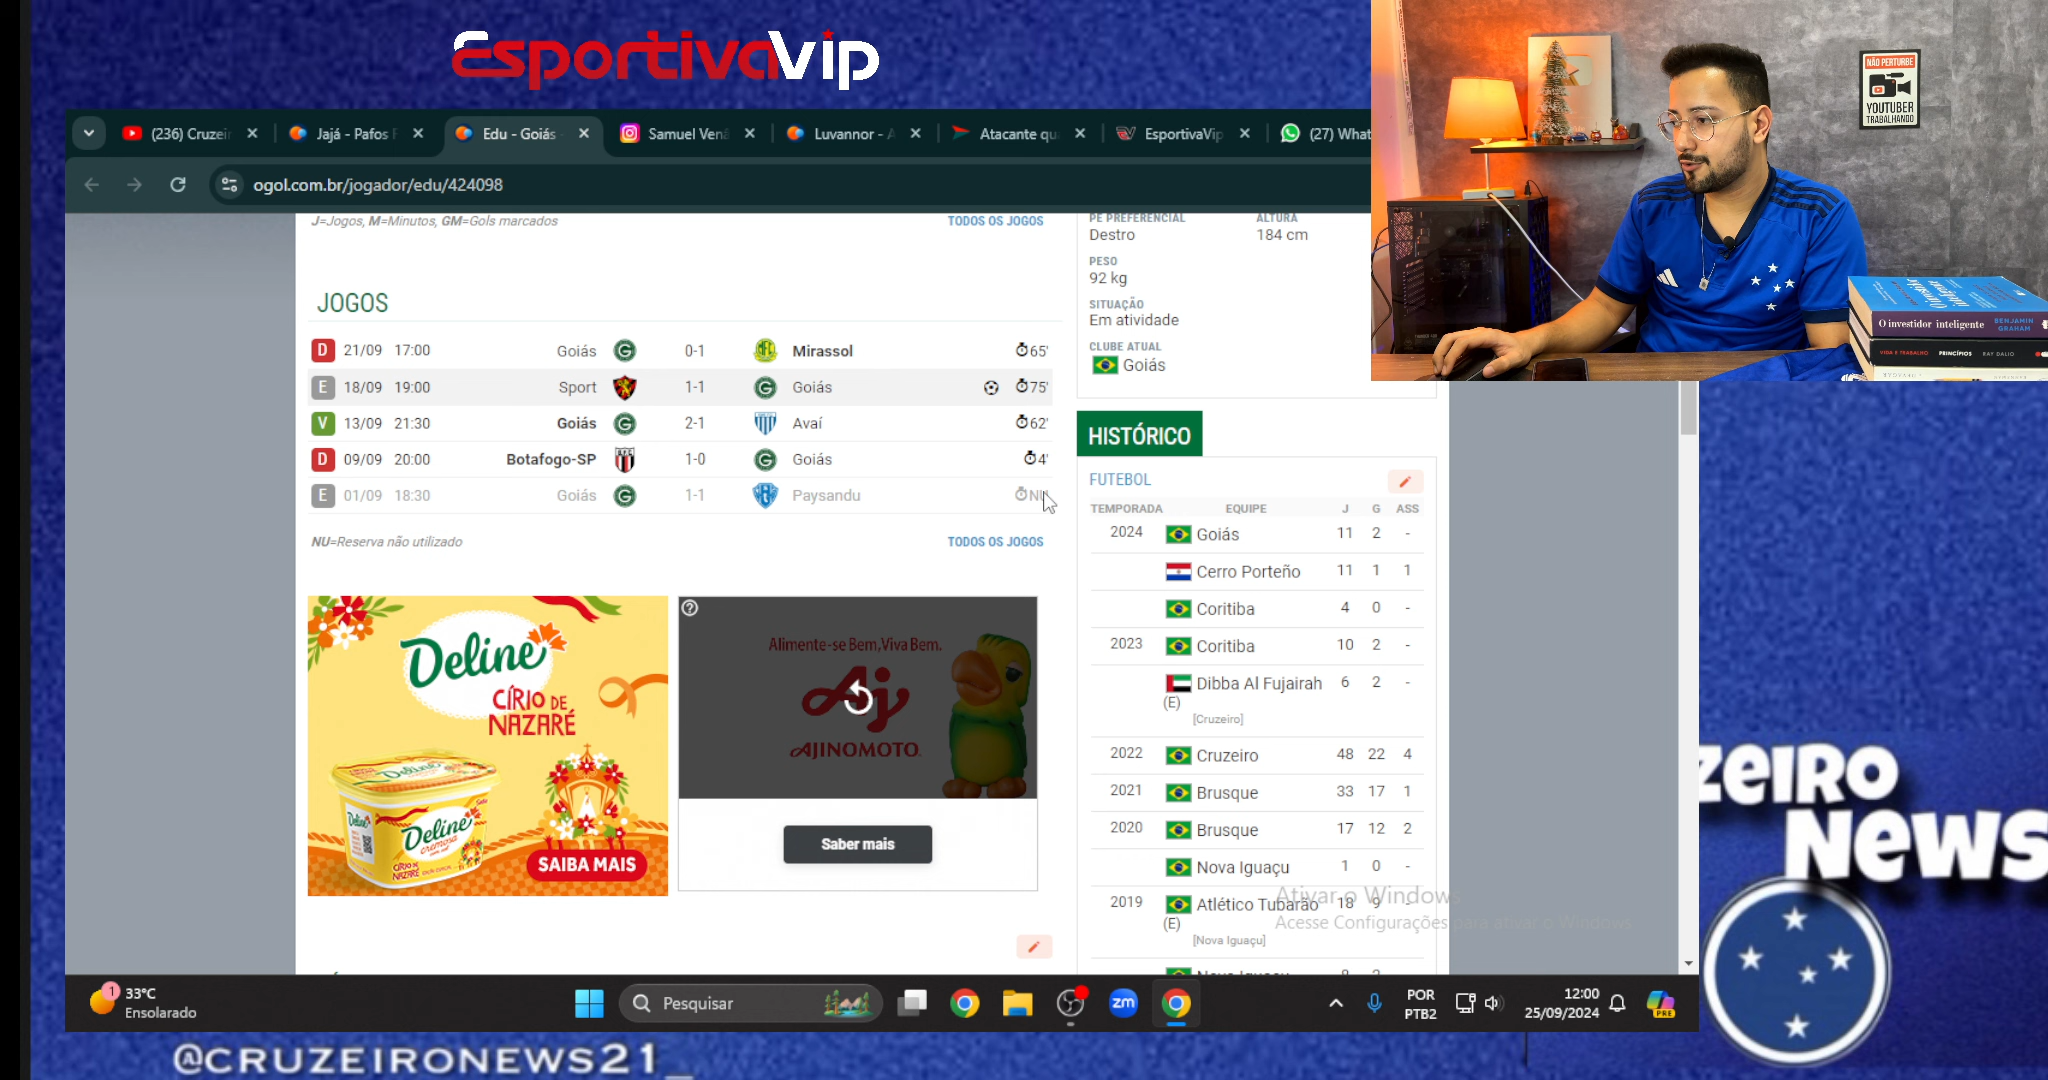 EsportivaVip
NÃO PERTURBE
YOUTUBER
TRABALHANDO
(236) Cruzeir
Jajá - Pafos F
Edu - Goiás
Samuel Vená
Luvannor - A
Atacante qu
EsportivaVip
(27) What
ogol.com.br/jogador/edu/424098
O investidor inteligente
BENJAMIN
GRAHAM
VIDA E TRABALHO PRINCÍPIOS RAY DALIO
J=Jogos, M=Minutos, GM=Gols marcados
TODOS OS JOGOS
JOGOS
D 21/09 17:00 Goiás 0-1 Mirassol 65'
E 18/09 19:00 Sport 1-1 Goiás 75'
V 13/09 21:30 Goiás 2-1 Avaí 62'
D 09/09 20:00 Botafogo-SP 1-0 Goiás 4'
E 01/09 18:30 Goiás 1-1 Paysandu NU
NU=Reserva não utilizado
TODOS OS JOGOS
Deline
CÍRIO DE
NAZARÉ
Deline
cremosa
SAIBA MAIS
Alimente-se Bem,Viva Bem.
Aj
AJINOMOTO.
Saber mais
PÉ PREFERENCIAL ALTURA
Destro 184 cm
PESO
92 kg
SITUAÇÃO
Em atividade
CLUBE ATUAL
Goiás
HISTÓRICO
FUTEBOL
TEMPORADA EQUIPE J G ASS
2024 Goiás 11 2 -
Cerro Porteño 11 1 1
Coritiba 4 0 -
2023 Coritiba 10 2 -
Dibba Al Fujairah 6 2 -
(E)
[Cruzeiro]
2022 Cruzeiro 48 22 4
2021 Brusque 33 17 1
2020 Brusque 17 12 2
Nova Iguaçu 1 0 -
2019 Atlético Tubarão 18 9 -
(E)
[Nova Iguaçu]
Ativar o Windows
Acesse Configurações para ativar o Windows.
ZEIRO
NEWS
1
33°C
Ensolarado
Pesquisar
zm
POR
PTB2
12:00
25/09/2024
PRE
@CRUZEIRONEWS21_